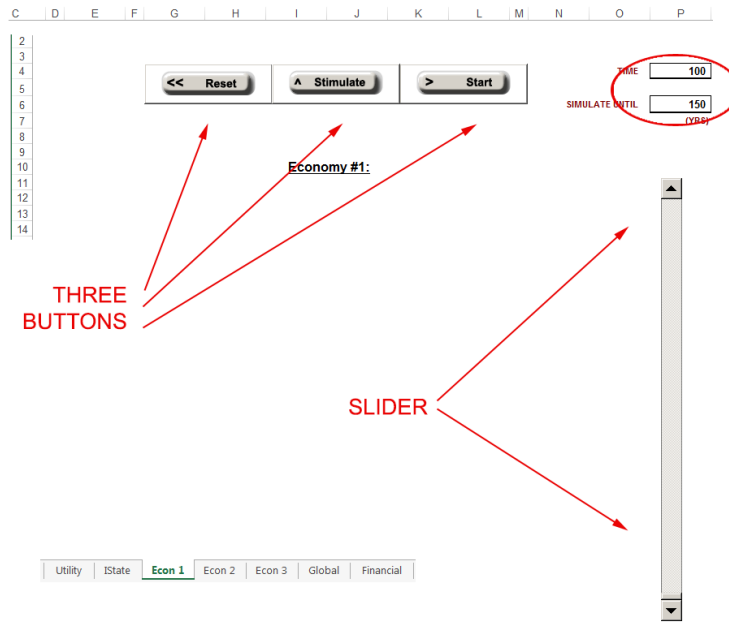 C D E F G H I J K L M N O P
2
3
4
5
6
7
8
9
10
11
12
13
14
<< Reset
^ Stimulate
> Start
TIME 100
SIMULATE UNTIL 150
(YRS)
Economy #1:
THREE
BUTTONS
SLIDER
Utility IState Econ 1 Econ 2 Econ 3 Global Financial